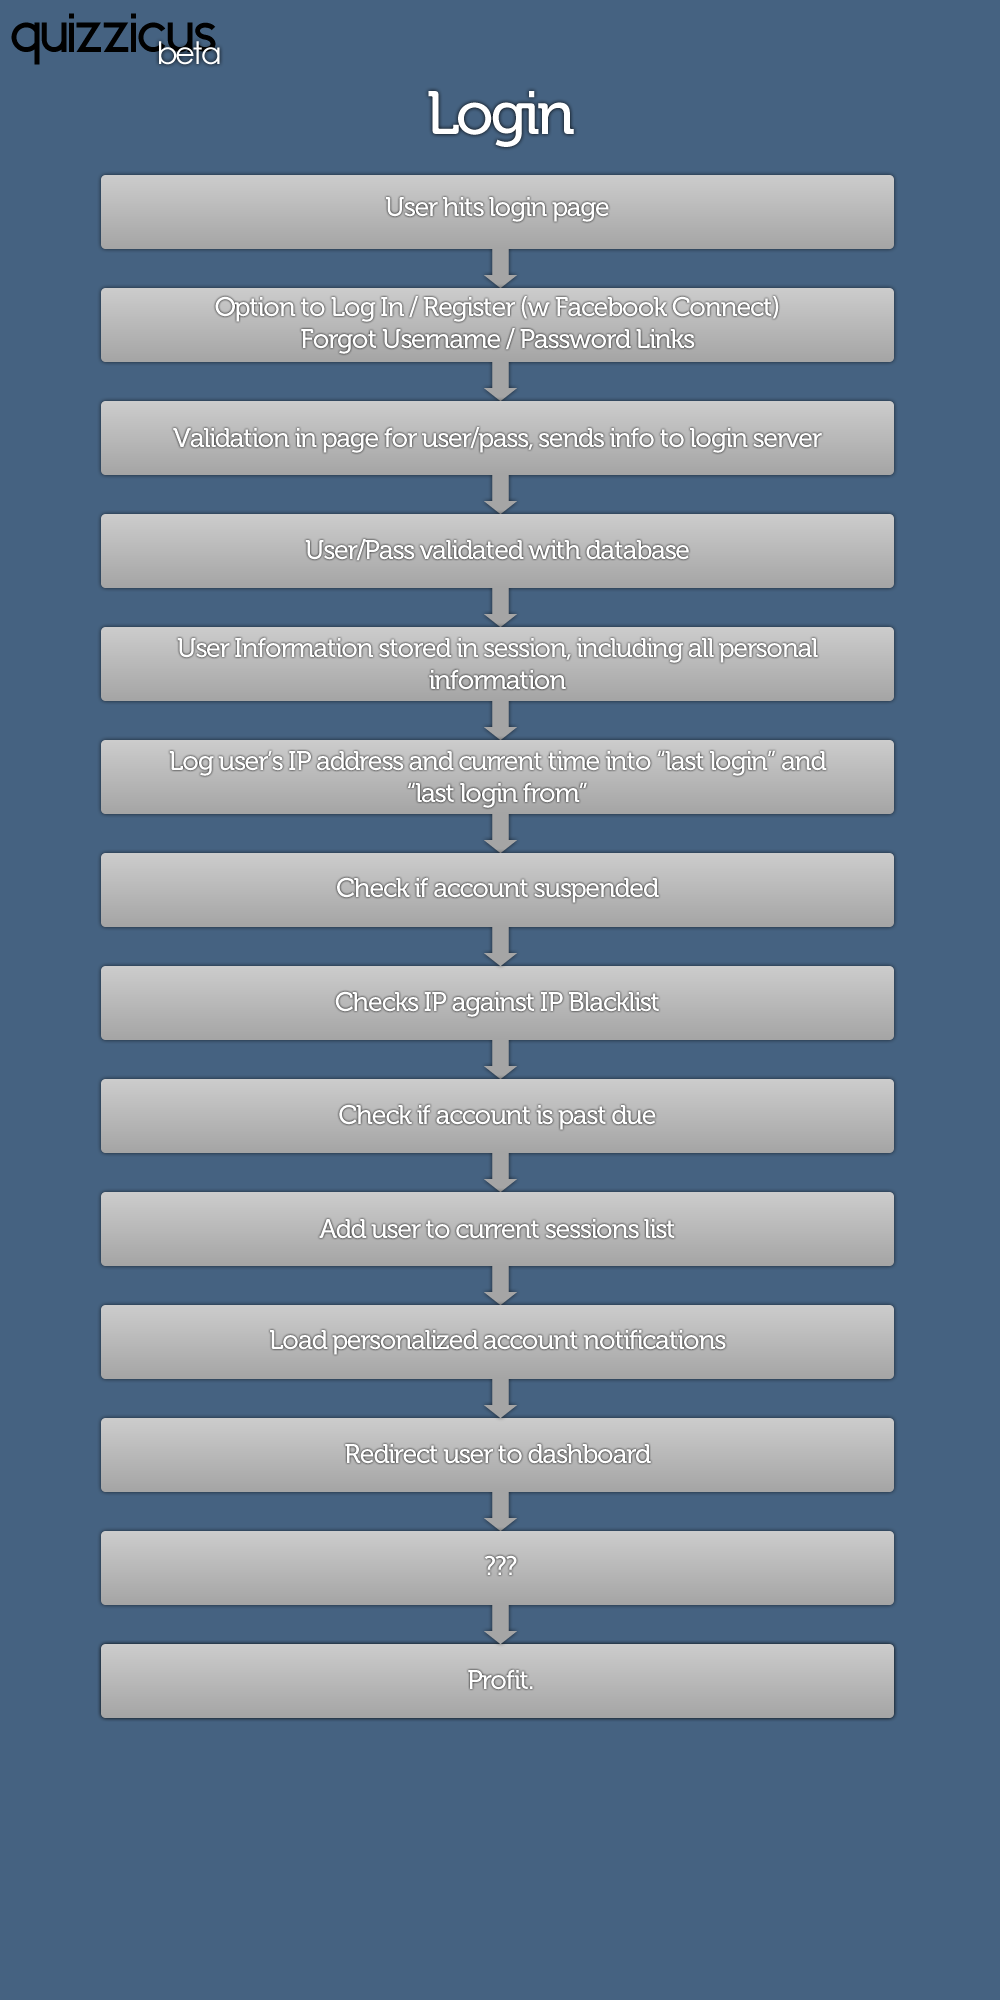 quizzicus
beta
Login
User hits login page
Option to Log In / Register (w Facebook Connect)
Forgot Username / Password Links
Validation in page for user/pass, sends info to login server
User/Pass validated with database
User Information stored in session, including all personal
information
Log user’s IP address and current time into “last login” and
“last login from”
Check if account suspended
Checks IP against IP Blacklist
Check if account is past due
Add user to current sessions list
Load personalized account notifications
Redirect user to dashboard
???
Profit.